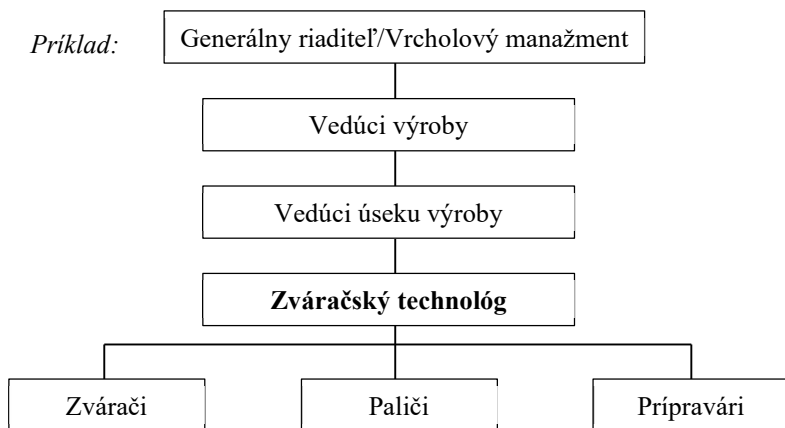 Príklad:
Generálny riaditeľ/Vrcholový manažment
Vedúci výroby
Vedúci úseku výroby
Zváračský technológ
Zvárači
Paliči
Prípravári